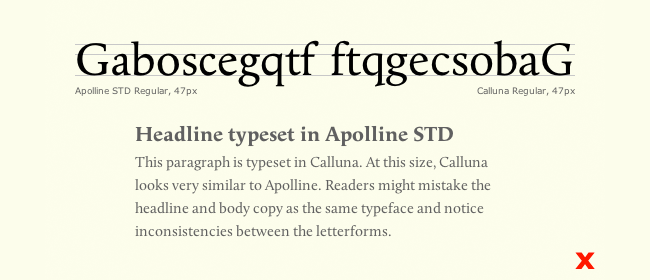 Gaboscegqtf ftqgecsobaG
Apolline STD Regular, 47px Calluna Regular, 47px
Headline typeset in Apolline STD
This paragraph is typeset in Calluna. At this size, Calluna
looks very similar to Apolline. Readers might mistake the
headline and body copy as the same typeface and notice
inconsistencies between the letterforms.
x